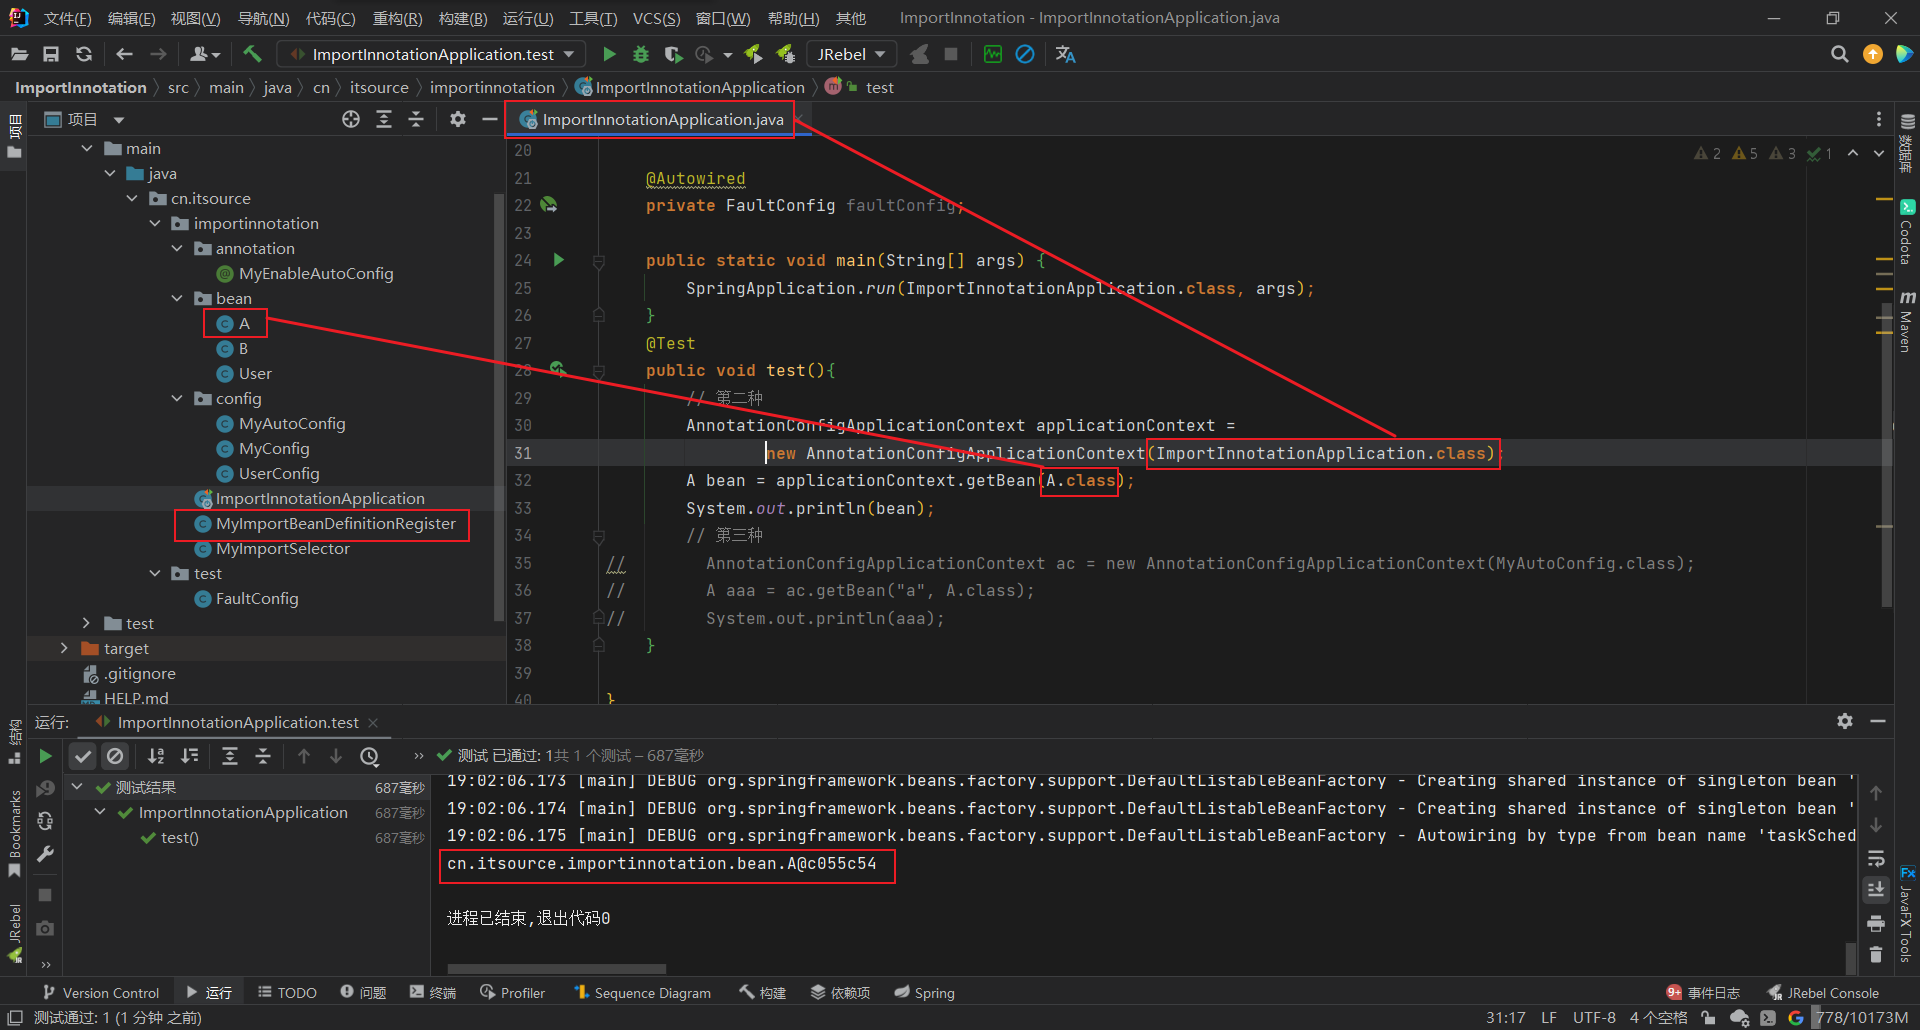 文件(F) 编辑(E) 视图(V) 导航(N) 代码(C) 重构(R) 构建(B) 运行(U) 工具(T) VCS(S) 窗口(W) 帮助(H) 其他 ImportInnotation - ImportInnotationApplication.java
ImportInnotationApplication.test JRebel
ImportInnotation src main java cn itsource importinnotation ImportInnotationApplication test
项目
项目
ImportInnotationApplication.java
main
java
cn.itsource
importinnotation
annotation
MyEnableAutoConfig
bean
A
B
User
config
MyAutoConfig
MyConfig
UserConfig
ImportInnotationApplication
MyImportBeanDefinitionRegister
MyImportSelector
test
FaultConfig
test
target
.gitignore
HELP.md
2 5 3 1
20
21 @Autowired
22 private FaultConfig faultConfig;
23
24 public static void main(String[] args) {
25 SpringApplication.run(ImportInnotationApplication.class, args);
26 }
27 @Test
28 public void test(){
29 // 第二种
30 AnnotationConfigApplicationContext applicationContext =
31 new AnnotationConfigApplicationContext(ImportInnotationApplication.class);
32 A bean = applicationContext.getBean(A.class);
33 System.out.println(bean);
34 // 第三种
35 // AnnotationConfigApplicationContext ac = new AnnotationConfigApplicationContext(MyAutoConfig.class);
36 // A aaa = ac.getBean("a", A.class);
37 // System.out.println(aaa);
38 }
39
40 }
数据库
Codota
Maven
结构
Bookmarks
JRebel
JavaFX Tools
运行: ImportInnotationApplication.test
测试 已通过: 1共 1 个测试 – 687毫秒
测试结果 687毫秒
ImportInnotationApplication 687毫秒
test() 687毫秒
19:02:06.173 [main] DEBUG org.springframework.beans.factory.support.DefaultListableBeanFactory - Creating shared instance of singleton bean '
19:02:06.174 [main] DEBUG org.springframework.beans.factory.support.DefaultListableBeanFactory - Creating shared instance of singleton bean '
19:02:06.175 [main] DEBUG org.springframework.beans.factory.support.DefaultListableBeanFactory - Autowiring by type from bean name 'taskSched
cn.itsource.importinnotation.bean.A@c055c54
进程已结束,退出代码0
Version Control 运行 TODO 问题 终端 Profiler Sequence Diagram 构建 依赖项 Spring 9+ 事件日志 JRebel Console
测试通过: 1 (1 分钟 之前) 31:17 LF UTF-8 4 个空格 778/10173M